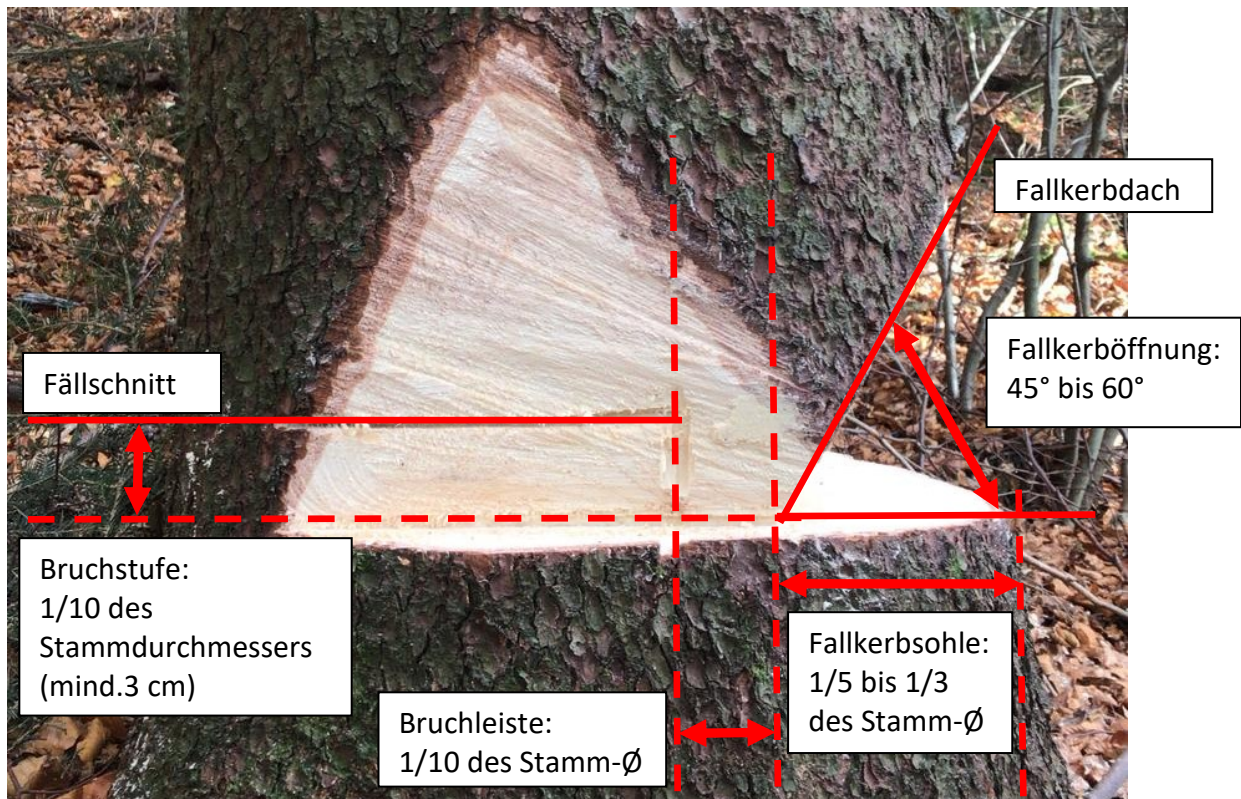 Fallkerbdach
Fallkerböffnung:
45° bis 60°
Fällschnitt
Bruchstufe:
1/10 des
Stammdurchmessers
(mind.3 cm)
Fallkerbsohle:
1/5 bis 1/3
des Stamm-Ø
Bruchleiste:
1/10 des Stamm-Ø